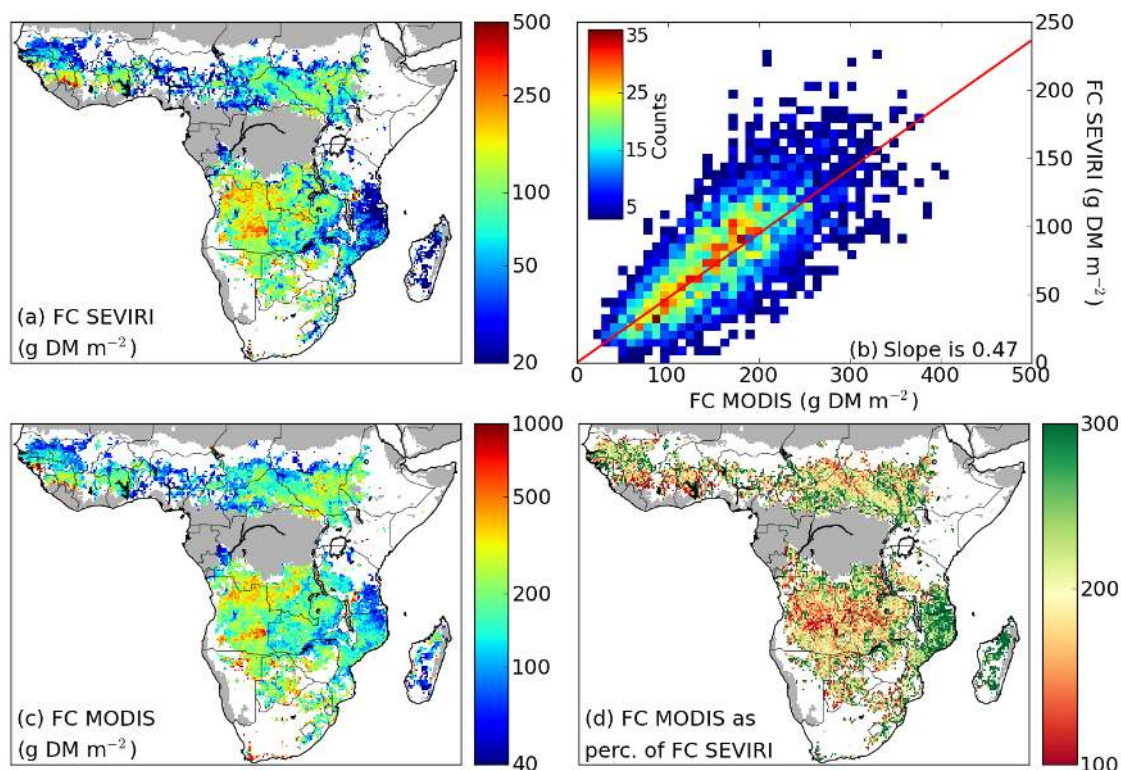 500
250
100
50
20
(a) FC SEVIRI
(g DM m⁻²)
35
25
15
5
Counts
250
200
150
100
50
0
FC SEVIRI (g DM m⁻²)
(b) Slope is 0.47
0 100 200 300 400 500
FC MODIS (g DM m⁻²)
1000
500
200
100
40
(c) FC MODIS
(g DM m⁻²)
300
200
100
(d) FC MODIS as
perc. of FC SEVIRI